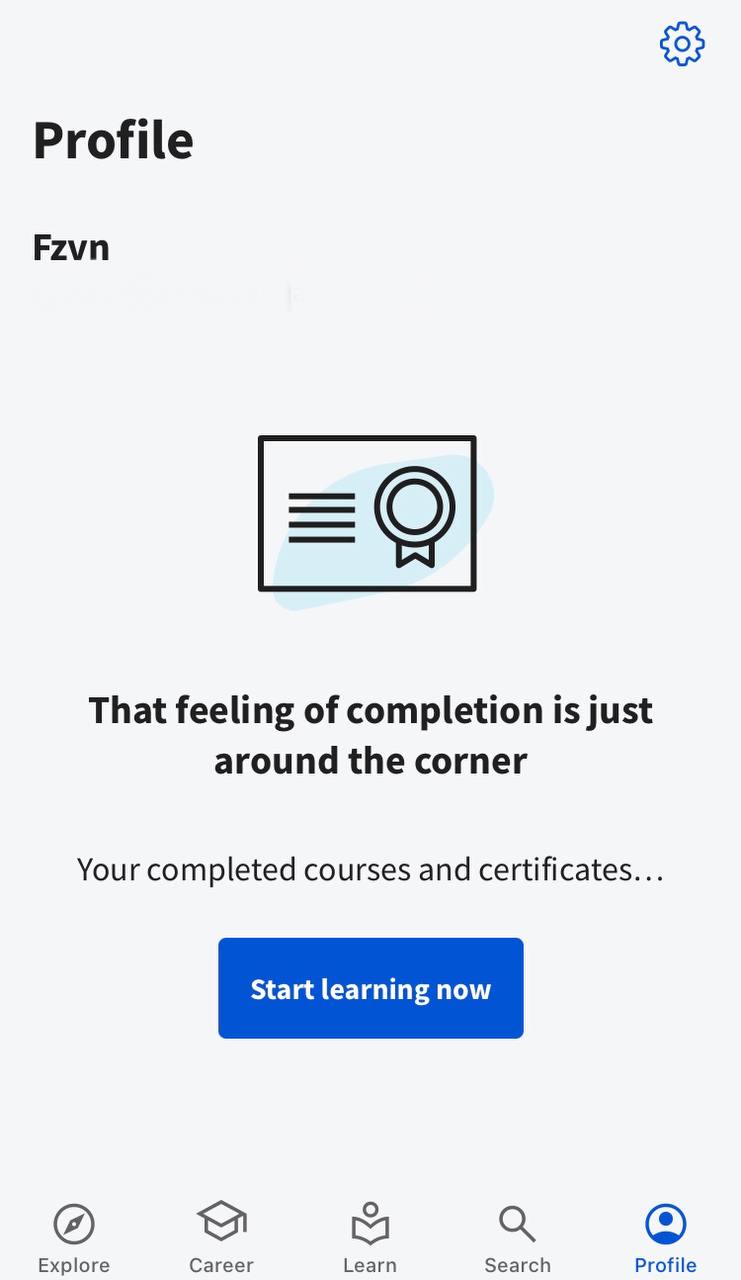 Profile
Fzvn
That feeling of completion is just
around the corner
Your completed courses and certificates…
Start learning now
Explore
Career
Learn
Search
Profile